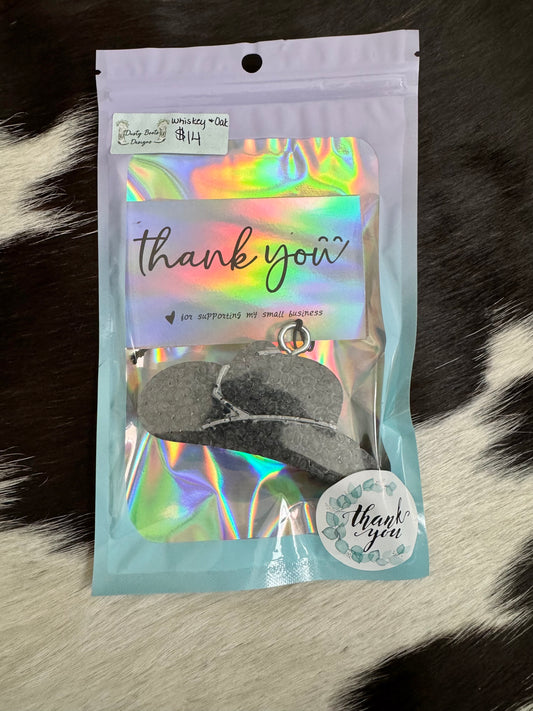 Whiskey + Oak
$14
Dusty Boots
Designs
thank you
for supporting my small business
thank
you